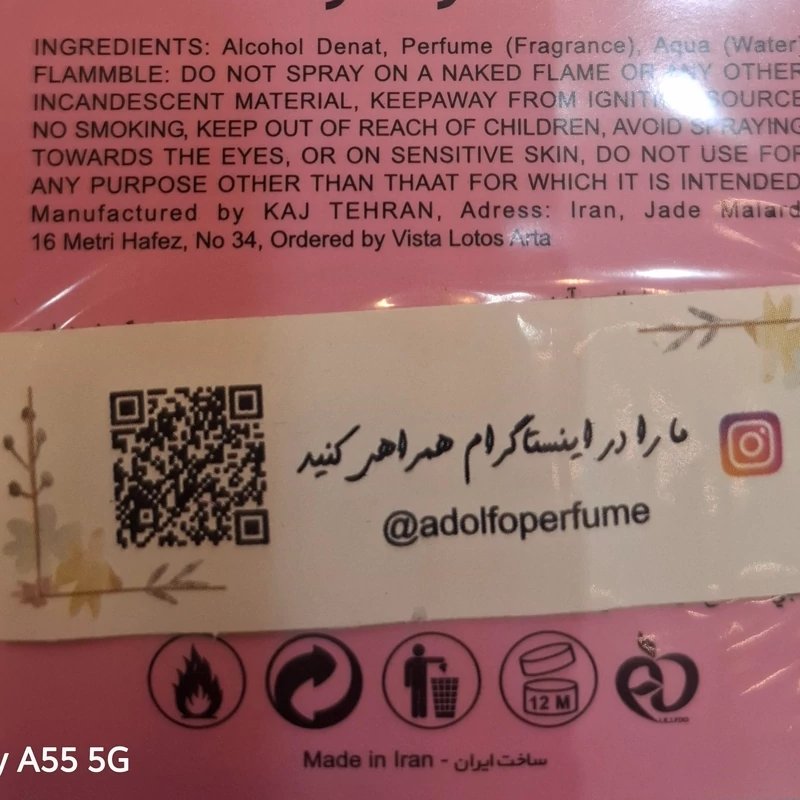 INGREDIENTS: Alcohol Denat, Perfume (Fragrance), Aqua (Water)
FLAMMBLE: DO NOT SPRAY ON A NAKED FLAME OR ANY OTHER
INCANDESCENT MATERIAL, KEEPAWAY FROM IGNITION SOURCE
NO SMOKING, KEEP OUT OF REACH OF CHILDREN, AVOID SPRAYING
TOWARDS THE EYES, OR ON SENSITIVE SKIN, DO NOT USE FOR
ANY PURPOSE OTHER THAN THAAT FOR WHICH IT IS INTENDED
Manufactured by KAJ TEHRAN, Adress: Iran, Jade Malard
16 Metri Hafez, No 34, Ordered by Vista Lotos Arta
ما را در اینستاگرام همراهی کنید
@adolfoperfume
12 M
Made in Iran - ساخت ایران
A55 5G